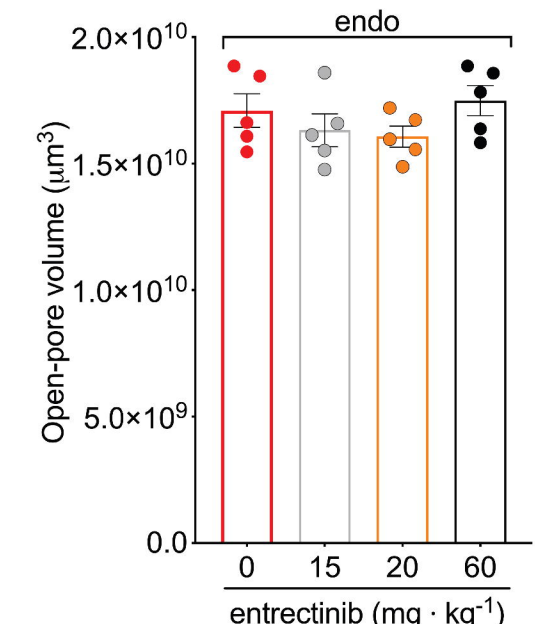 endo
Open-pore volume (μm³)
2.0×10¹⁰
1.5×10¹⁰
1.0×10¹⁰
5.0×10⁹
0.0
0 15 20 60
entrectinib (mg · kg⁻¹)